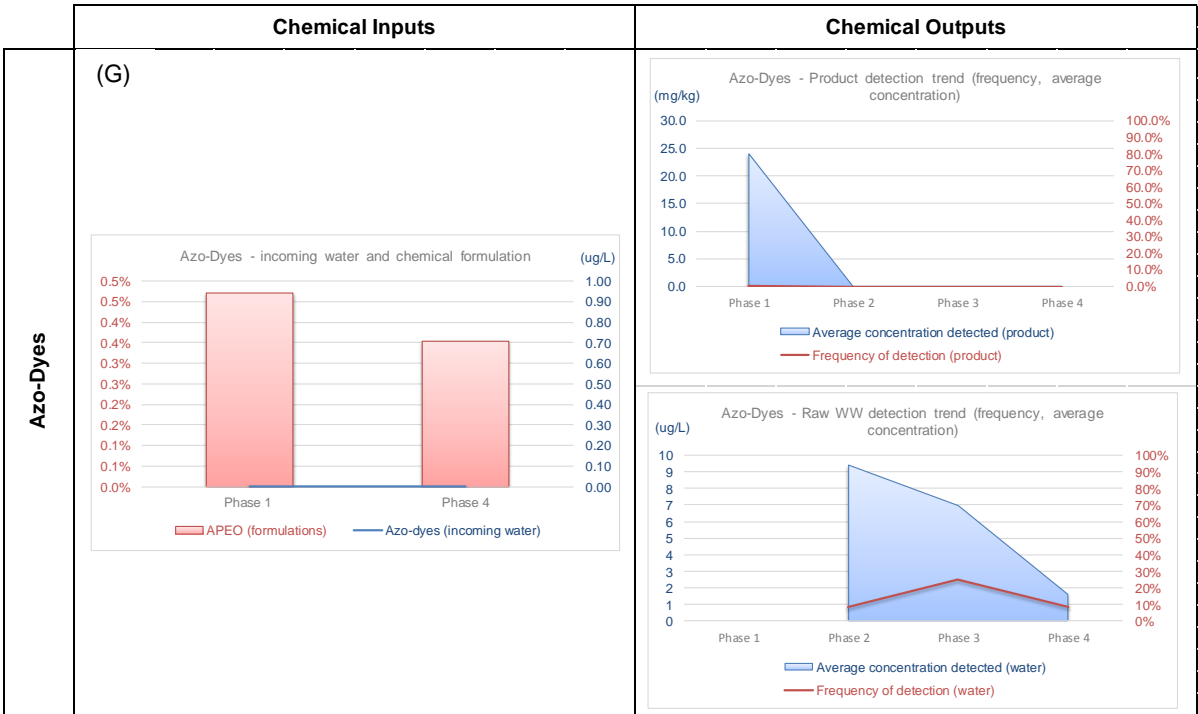 Chemical Inputs
Chemical Outputs
Azo-Dyes
(G)
Azo-Dyes - incoming water and chemical formulation
(ug/L)
0.5%
0.5%
0.4%
0.4%
0.3%
0.3%
0.2%
0.2%
0.1%
0.1%
0.0%
1.00
0.90
0.80
0.70
0.60
0.50
0.40
0.30
0.20
0.10
0.00
Phase 1
Phase 4
APEO (formulations)
Azo-dyes (incoming water)
Azo-Dyes - Product detection trend (frequency, average
concentration)
(mg/kg)
30.0
25.0
20.0
15.0
10.0
5.0
0.0
100.0%
90.0%
80.0%
70.0%
60.0%
50.0%
40.0%
30.0%
20.0%
10.0%
0.0%
Phase 1
Phase 2
Phase 3
Phase 4
Average concentration detected (product)
Frequency of detection (product)
Azo-Dyes - Raw WW detection trend (frequency, average
concentration)
(ug/L)
10
9
8
7
6
5
4
3
2
1
0
100%
90%
80%
70%
60%
50%
40%
30%
20%
10%
0%
Phase 1
Phase 2
Phase 3
Phase 4
Average concentration detected (water)
Frequency of detection (water)